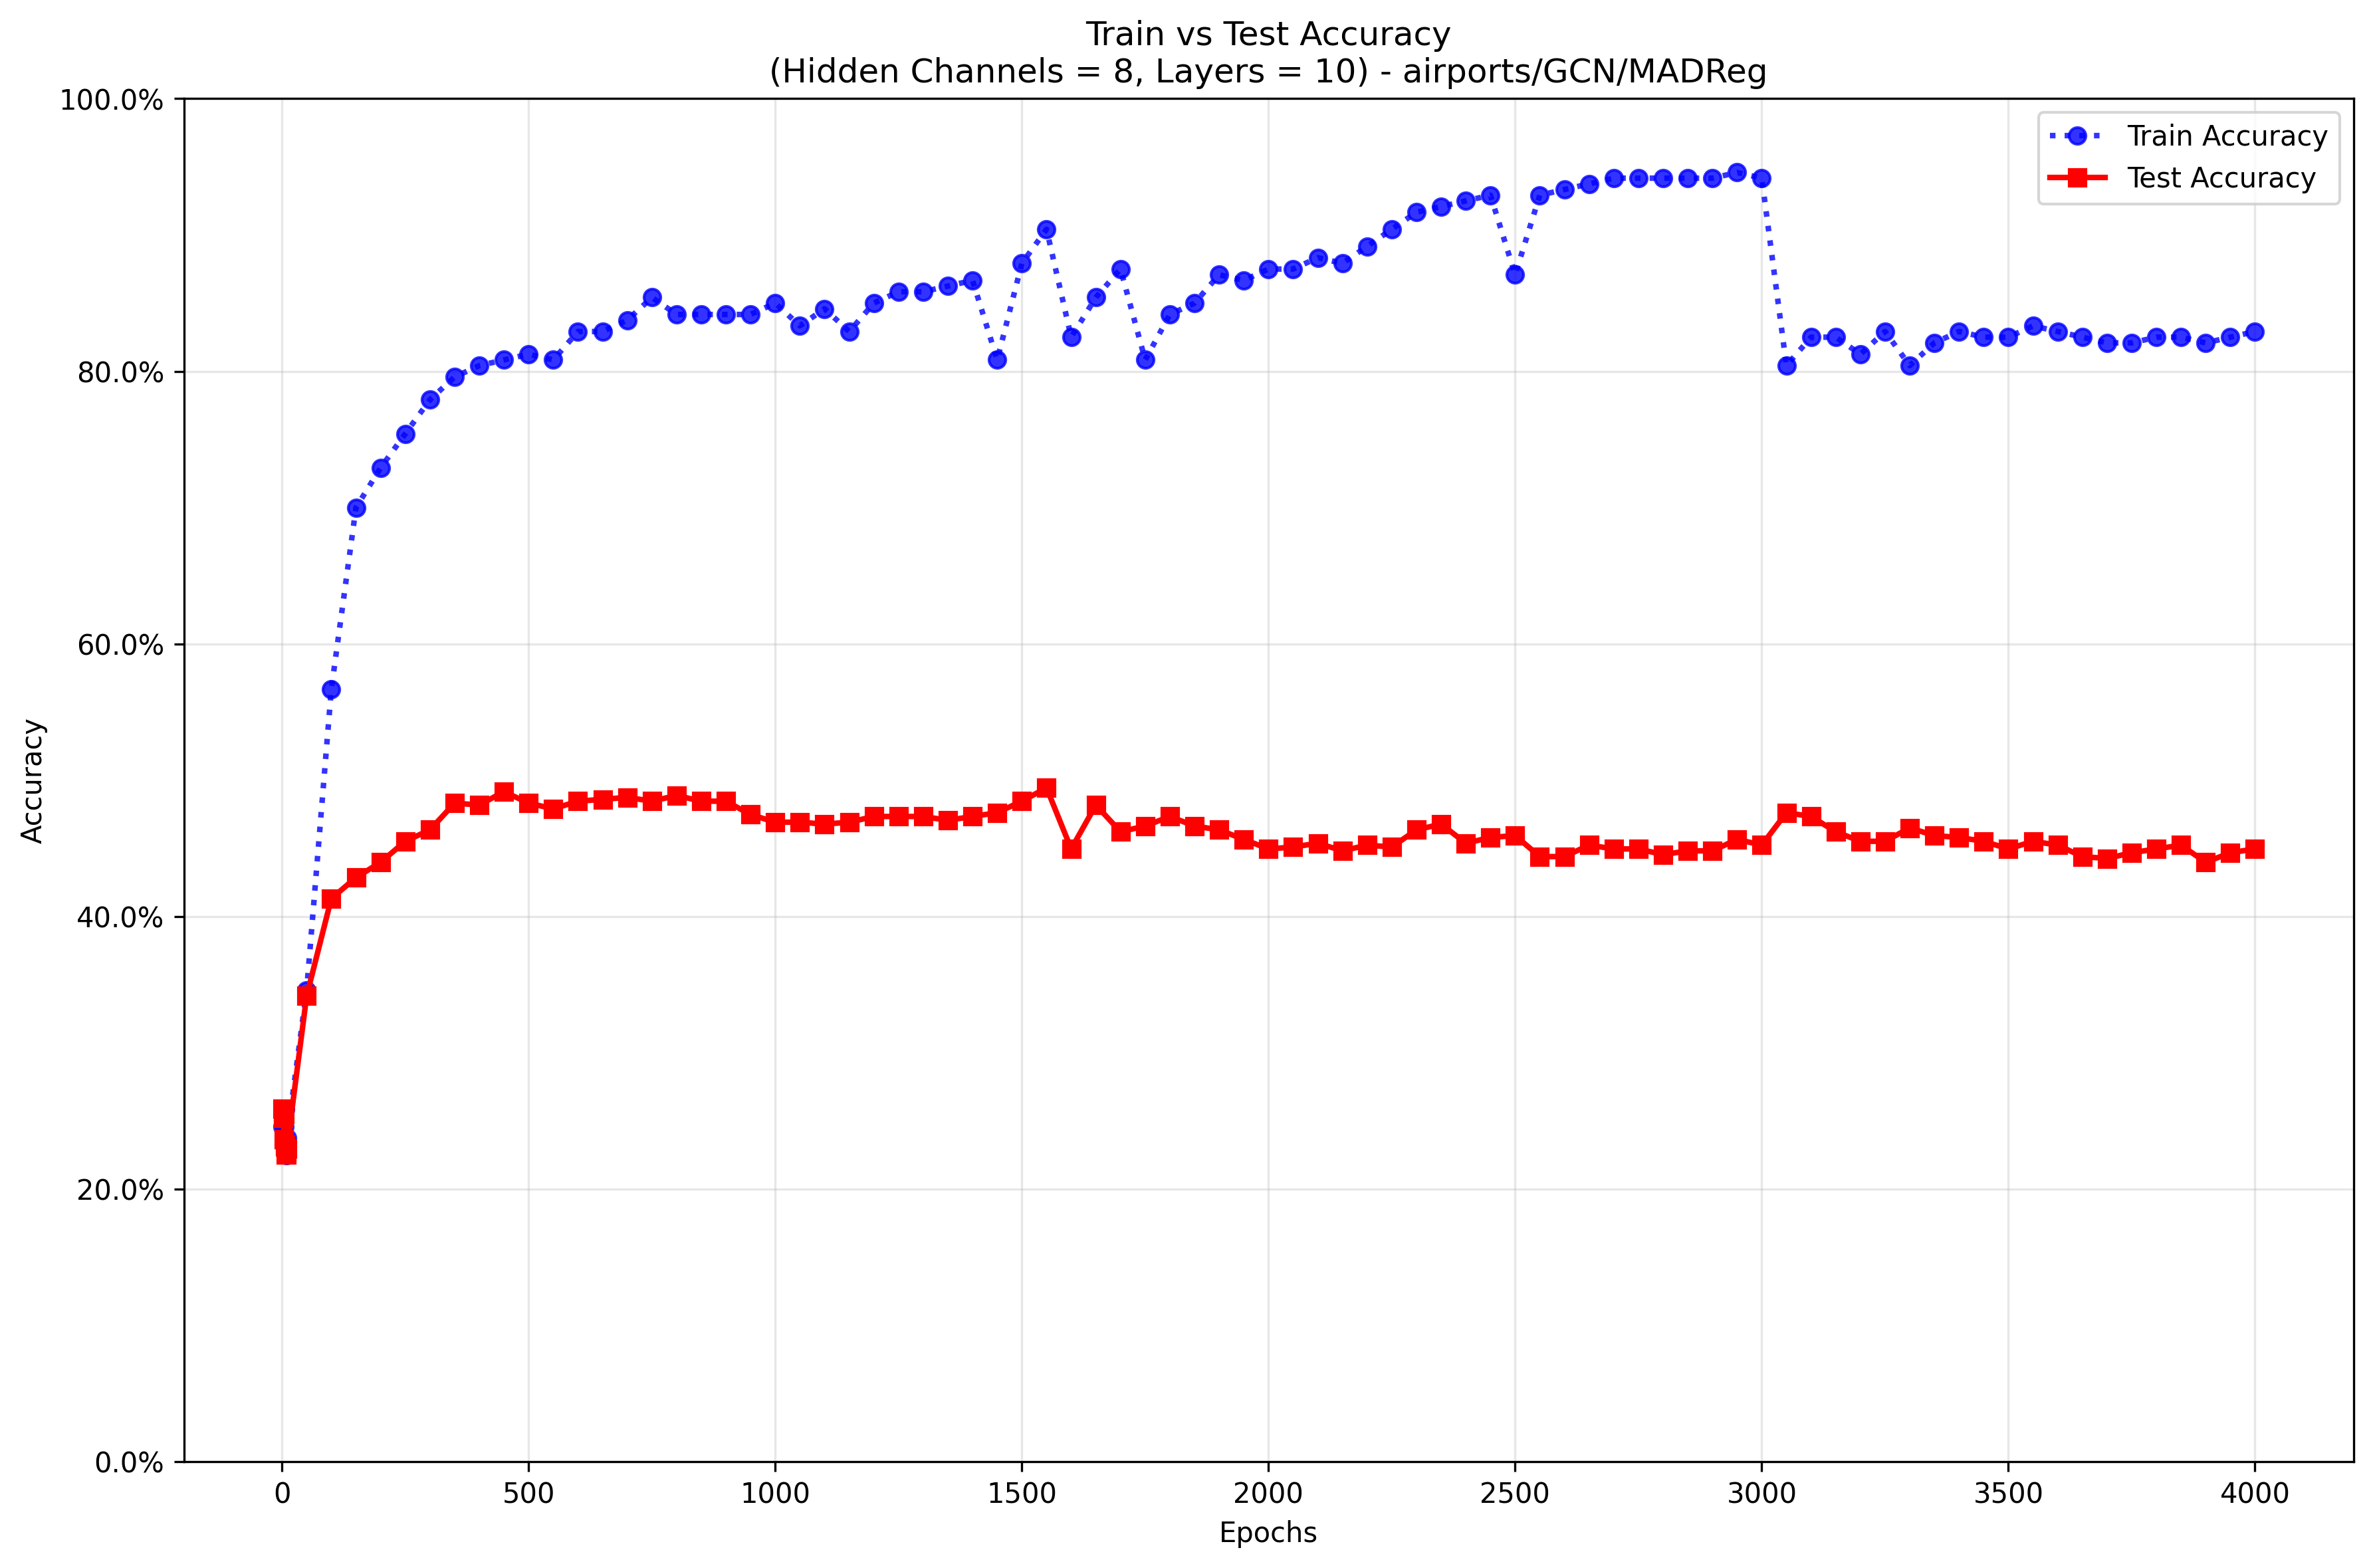 Train vs Test Accuracy
(Hidden Channels = 8, Layers = 10) - airports/GCN/MADReg
100.0%
80.0%
60.0%
40.0%
20.0%
0.0%
Accuracy
Train Accuracy
Test Accuracy
0 500 1000 1500 2000 2500 3000 3500 4000
Epochs